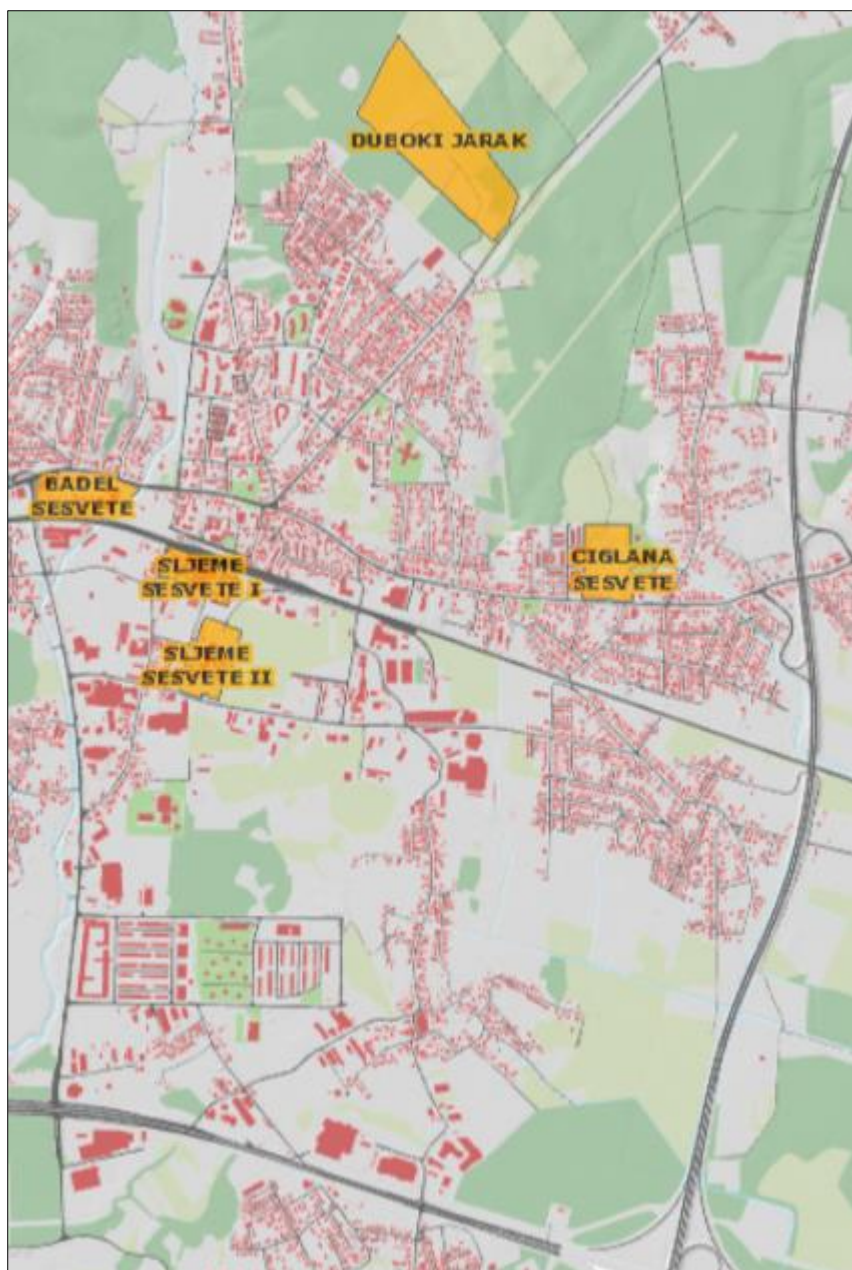 DUBOKI JARAK
BADEL
SESVETE
SLJEME
SESVETE I
CIGLANA
SESVETE
SLJEME
SESVETE II